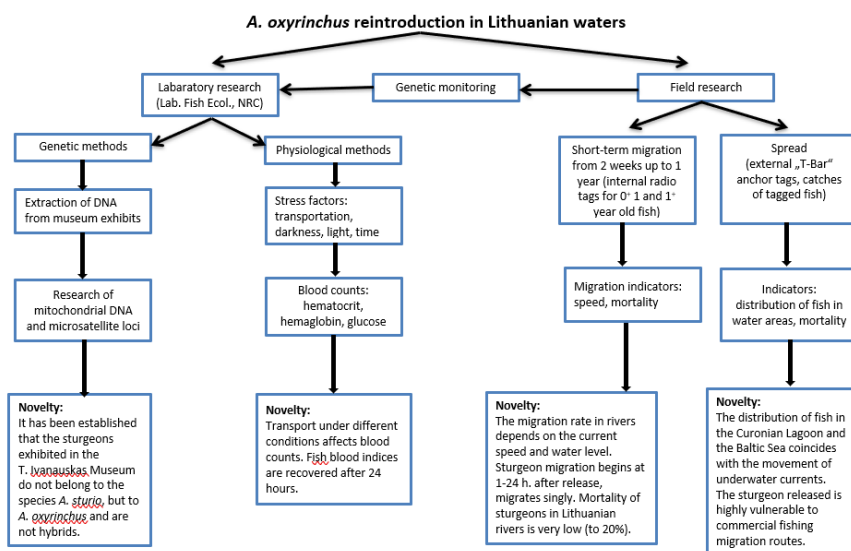 A. oxyrinchus reintroduction in Lithuanian waters
Labaratory research
(Lab. Fish Ecol., NRC)
Genetic monitoring
Field research
Genetic methods
Physiological methods
Short-term migration
from 2 weeks up to 1
year (internal radio
tags for 0⁺ 1 and 1⁺
year old fish)
Spread
(external „T-Bar"
anchor tags, catches
of tagged fish)
Extraction of DNA
from museum exhibits
Stress factors:
transportation,
darkness, light, time
Research of
mitochondrial DNA
and microsatellite loci
Blood counts:
hematocrit,
hemaglobin, glucose
Migration indicators:
speed, mortality
Indicators:
distribution of fish in
water areas, mortality
Novelty:
It has been established
that the sturgeons
exhibited in the
T. Ivanauskas Museum
do not belong to the
species A. sturio, but to
A. oxyrinchus and are
not hybrids.
Novelty:
Transport under different
conditions affects blood
counts. Fish blood indices
are recovered after 24
hours.
Novelty:
The migration rate in rivers
depends on the current
speed and water level.
Sturgeon migration begins at
1-24 h. after release,
migrates singly. Mortality of
sturgeons in Lithuanian
rivers is very low (to 20%).
Novelty:
The distribution of fish in
the Curonian Lagoon and
the Baltic Sea coincides
with the movement of
underwater currents.
The sturgeon released is
highly vulnerable to
commercial fishing
migration routes.